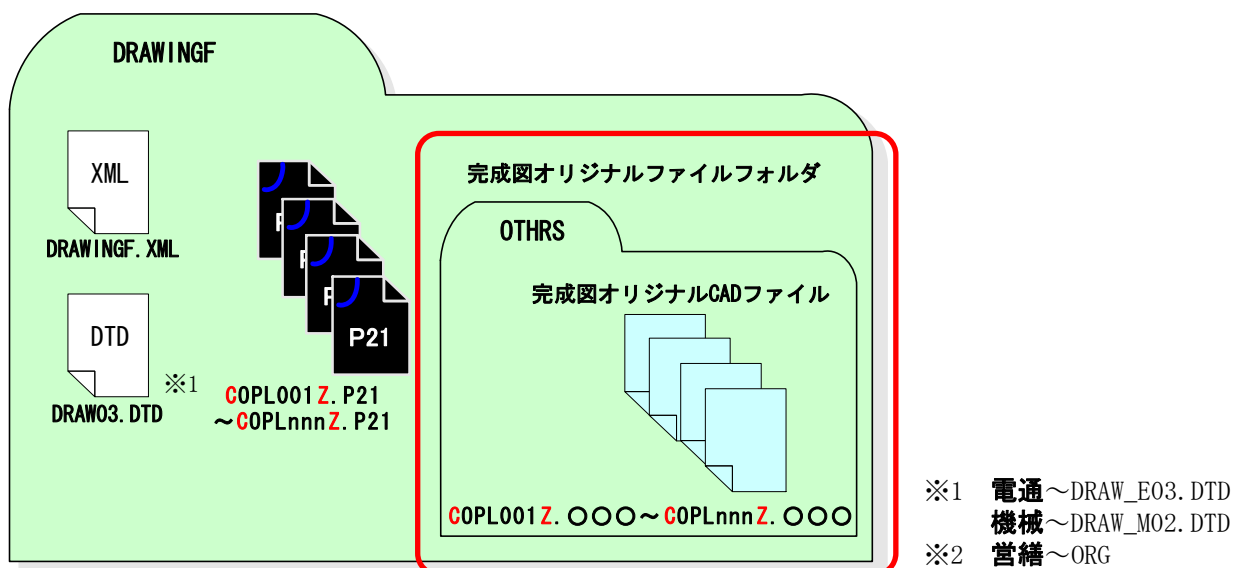 DRAWINGF
XML
DRAWINGF.XML
DTD
※1
DRAW03.DTD
P
P
P
P21
C0PL001Z.P21
～C0PLnnnZ.P21
完成図オリジナルファイルフォルダ
OTHRS
完成図オリジナルCADファイル
C0PL001Z.〇〇〇～C0PLnnnZ.〇〇〇
※1 電通～DRAW_E03.DTD
機械～DRAW_M02.DTD
※2 営繕～ORG